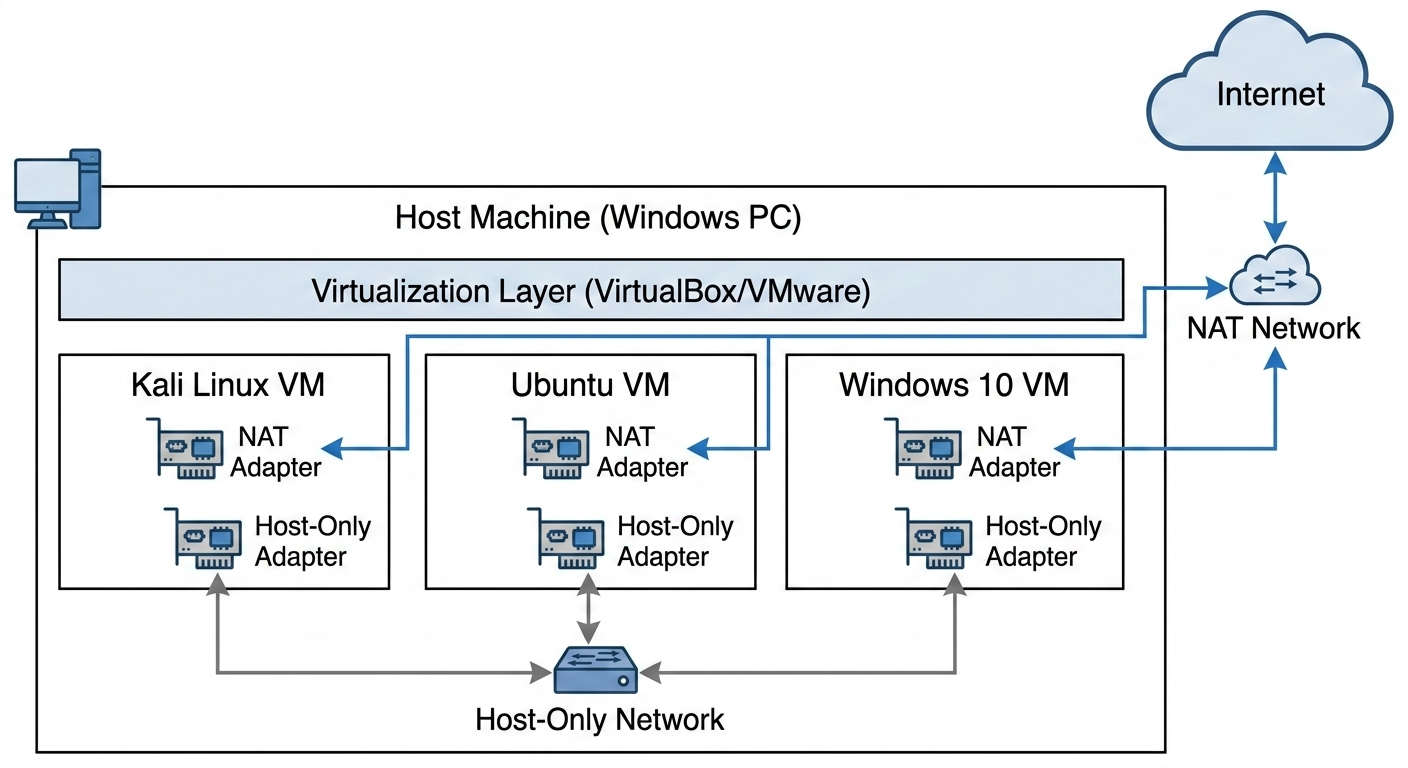 Internet
Host Machine (Windows PC)
Virtualization Layer (VirtualBox/VMware)
NAT Network
Kali Linux VM
NAT
Adapter
Host-Only
Adapter
Ubuntu VM
NAT
Adapter
Host-Only
Adapter
Windows 10 VM
NAT
Adapter
Host-Only
Adapter
Host-Only Network